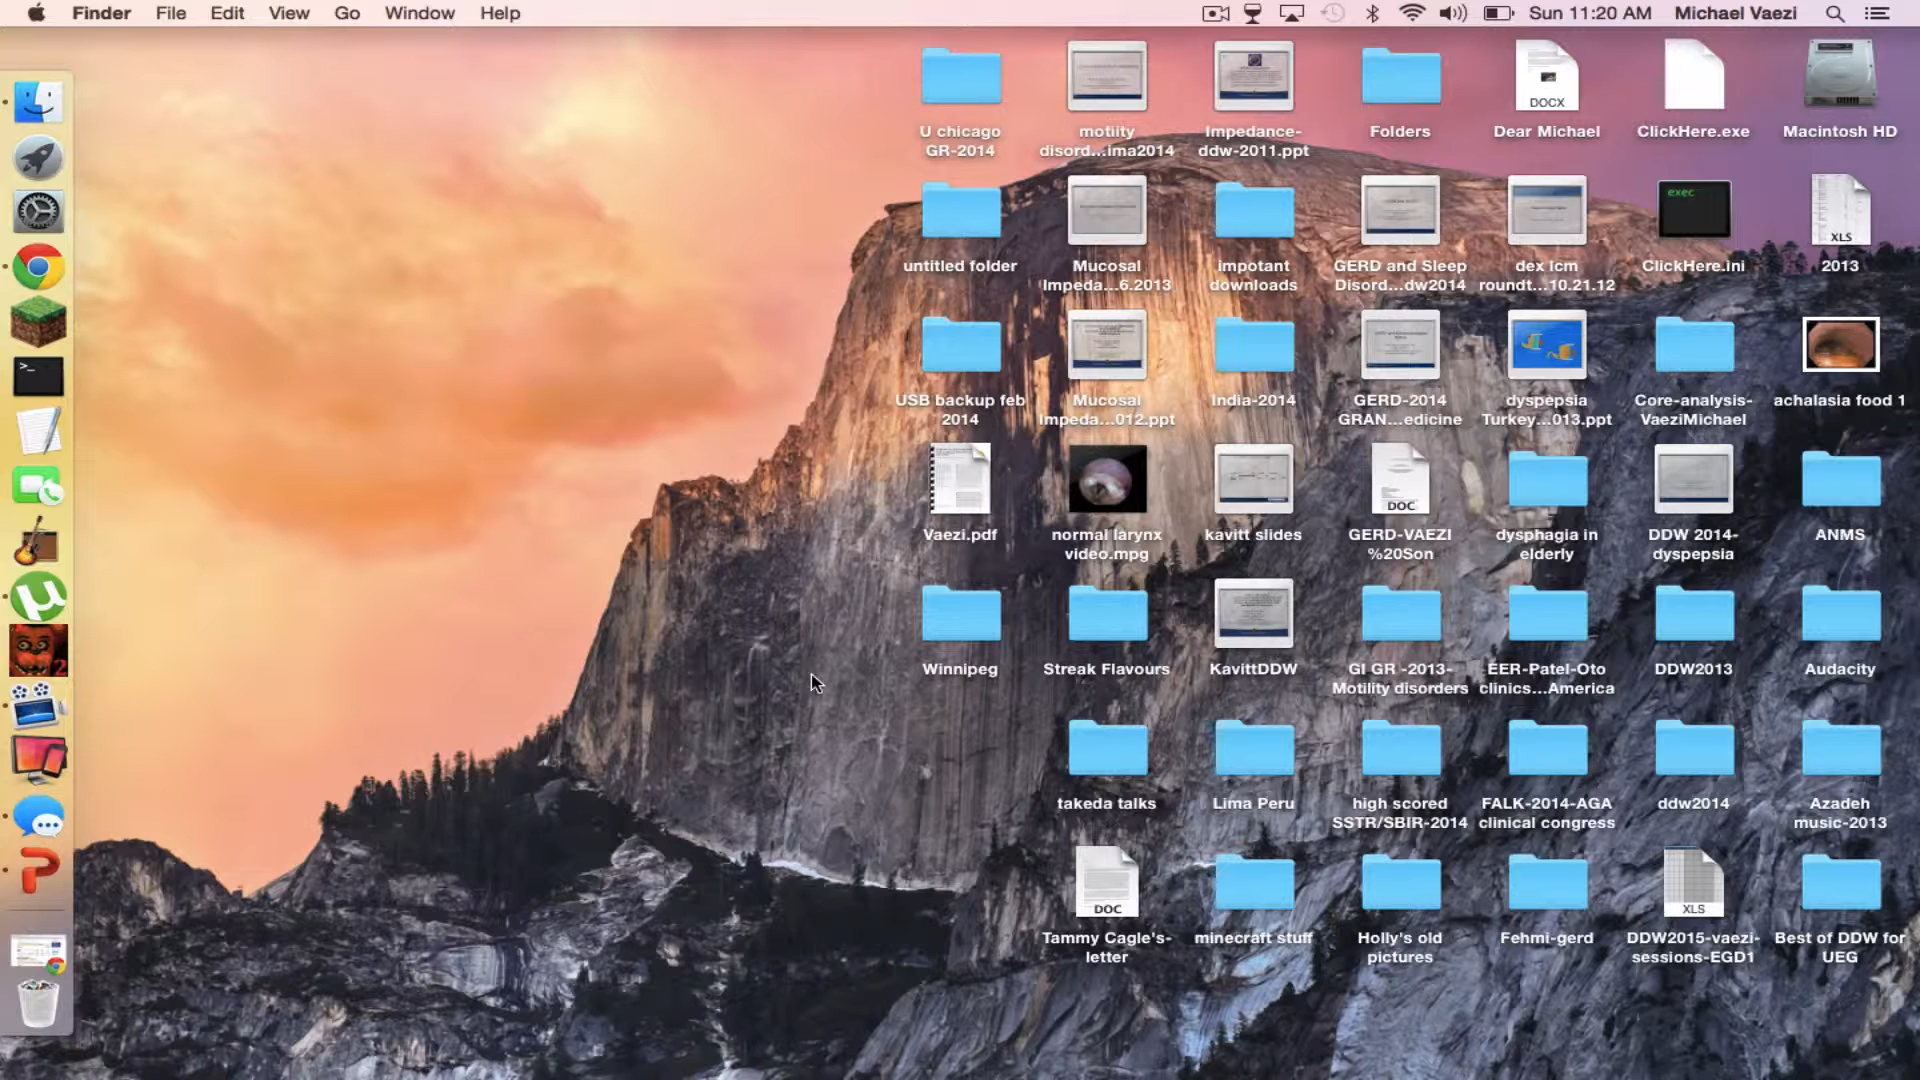 Finder File Edit View Go Window Help Sun 11:20 AM Michael Vaezi
U chicago
GR-2014
motiity
disord...ima2014
Impedance-
ddw-2011.ppt
Folders
DOCX
Dear Michael
ClickHere.exe
Macintosh HD
untitled folder
Mucosal
Impeda...6.2013
impotant
downloads
GERD and Sleep
Disord...dw2014
dex lcm
roundt...10.21.12
exec
ClickHere.ini
XLS
2013
USB backup feb
2014
Mucosal
Impeda...012.ppt
India-2014
GERD-2014
GRAN...edicine
dyspepsia
Turkey...013.ppt
Core-analysis-
VaeziMichael
achalasia food 1
Vaezi.pdf
normal larynx
video.mpg
kavitt slides
DOC
GERD-VAEZI
%20Son
dysphagia in
elderly
DDW 2014-
dyspepsia
ANMS
Winnipeg
Streak Flavours
KavittDDW
GI GR -2013-
Motility disorders
EER-Patel-Oto
clinics...America
DDW2013
Audacity
takeda talks
Lima Peru
high scored
SSTR/SBIR-2014
FALK-2014-AGA
clinical congress
ddw2014
Azadeh
music-2013
DOC
Tammy Cagle's-
letter
minecraft stuff
Holly's old
pictures
Fehmi-gerd
XLS
DDW2015-vaezi-
sessions-EGD1
Best of DDW for
UEG
>_
2